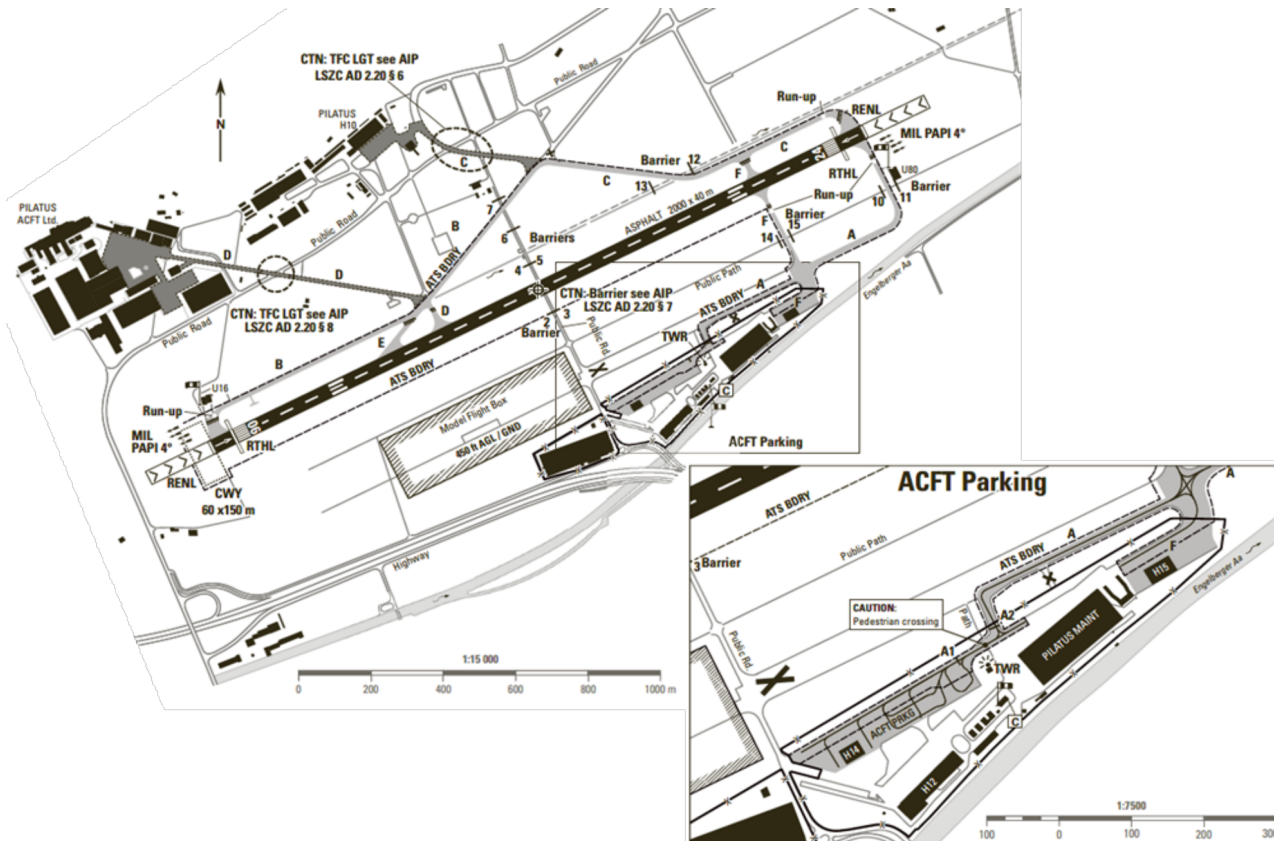 CTN: TFC LGT see AIP
LSZC AD 2.20 § 6
Public Road
Public Road
N
PILATUS
H10
C
Run-up
RENL
MIL PAPI 4°
C
Barrier
12
13
C
F
24
RTHL
U80
Run-up
Barrier
10
11
PILATUS
ACFT Ltd.
Public Road
7
B
6
Barriers
ASPHALT 2000 x 40 m
F
Barrier
15
14
A
D
D
ATS BDRY
4
5
Public Path
A
F
Engelberger Aa
CTN: TFC LGT see AIP
LSZC AD 2.20 § 8
Public Road
D
E
CTN: Barrier see AIP
LSZC AD 2.20 § 7
2
3
Barrier
Public Rd.
ATS BDRY
TWR
C
B
ATS BDRY
U16
Run-up
MIL
PAPI 4°
06
RTHL
RENL
CWY
60 x150 m
Model Flight Box
450 ft AGL / GND
ACFT Parking
Highway
1:15 000
0
200
400
600
800
1000 m
ACFT Parking
ATS BDRY
3 Barrier
Public Path
ATS BDRY
A
A
F
H15
Engelberger Aa
CAUTION:
Pedestrian crossing
Path
A2
A1
PILATUS MAINT
TWR
C
Public Rd.
ACFT PRKG
H14
H12
1:7500
100
0
100
200
300